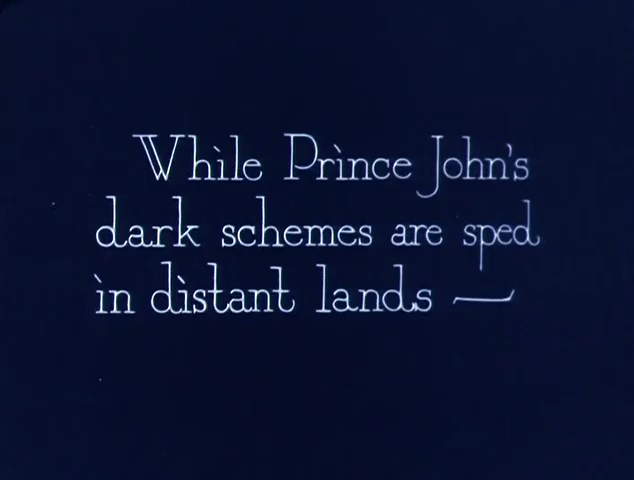 While Prince John's
dark schemes are sped
in distant lands —